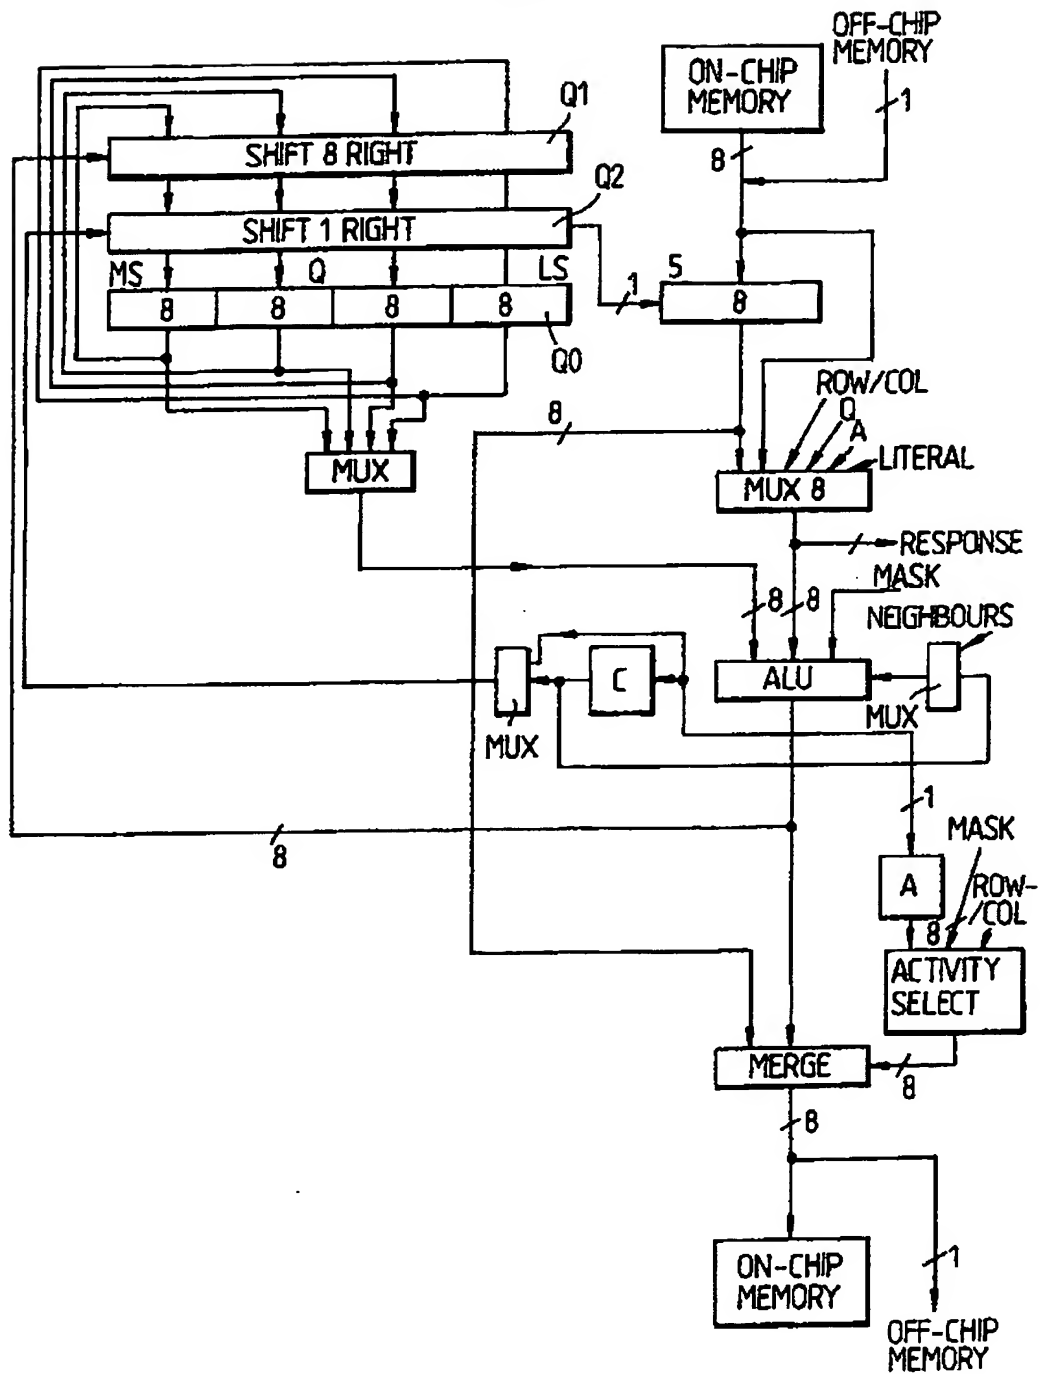 OFF-CHIP
MEMORY
ON-CHIP
MEMORY
1
8
Q1
SHIFT 8 RIGHT
Q2
SHIFT 1 RIGHT
MS
Q
LS
8
8
8
8
Q0
1
S
8
8
ROW/COL
Q
A
LITERAL
MUX
MUX 8
RESPONSE
MASK
8
8
NEIGHBOURS
C
ALU
MUX
MUX
8
1
MASK
A
ROW-
/COL
8
ACTIVITY
SELECT
MERGE
8
8
ON-CHIP
MEMORY
1
OFF-CHIP
MEMORY